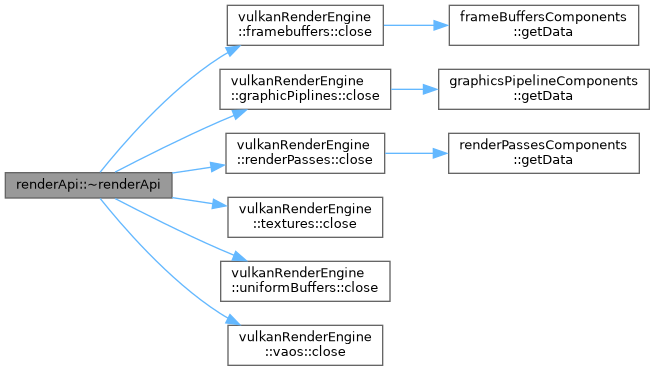 vulkanRenderEngine
::framebuffers::close
frameBuffersComponents
::getData
vulkanRenderEngine
::graphicPiplines::close
graphicsPipelineComponents
::getData
vulkanRenderEngine
::renderPasses::close
renderPassesComponents
::getData
renderApi::~renderApi
vulkanRenderEngine
::textures::close
vulkanRenderEngine
::uniformBuffers::close
vulkanRenderEngine
::vaos::close